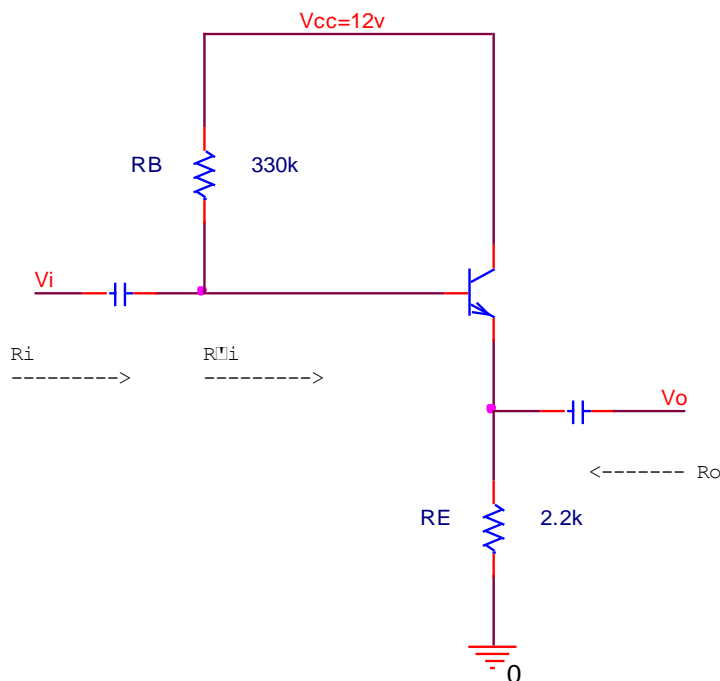 Vcc=12v
RB 330k
Vi
Ri R'i
--------->  --------->
Vo
<------- Ro
RE 2.2k
0